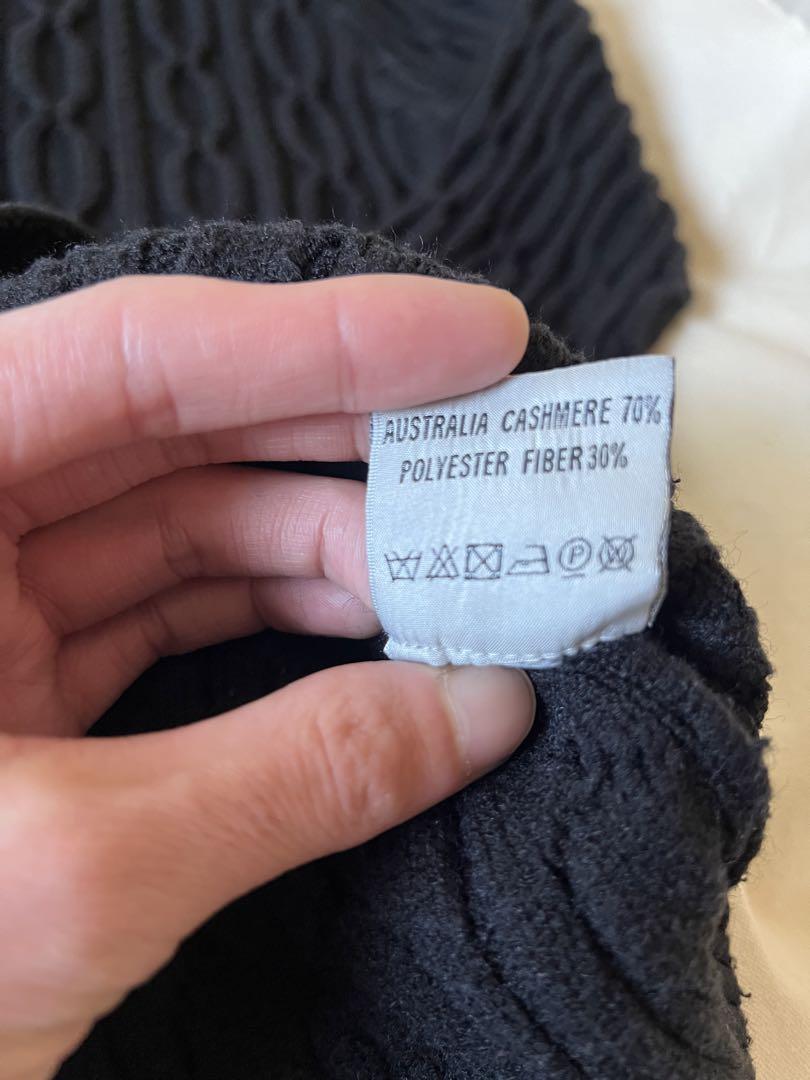 AUSTRALIA CASHMERE 70%
POLYESTER FIBER 30%
P